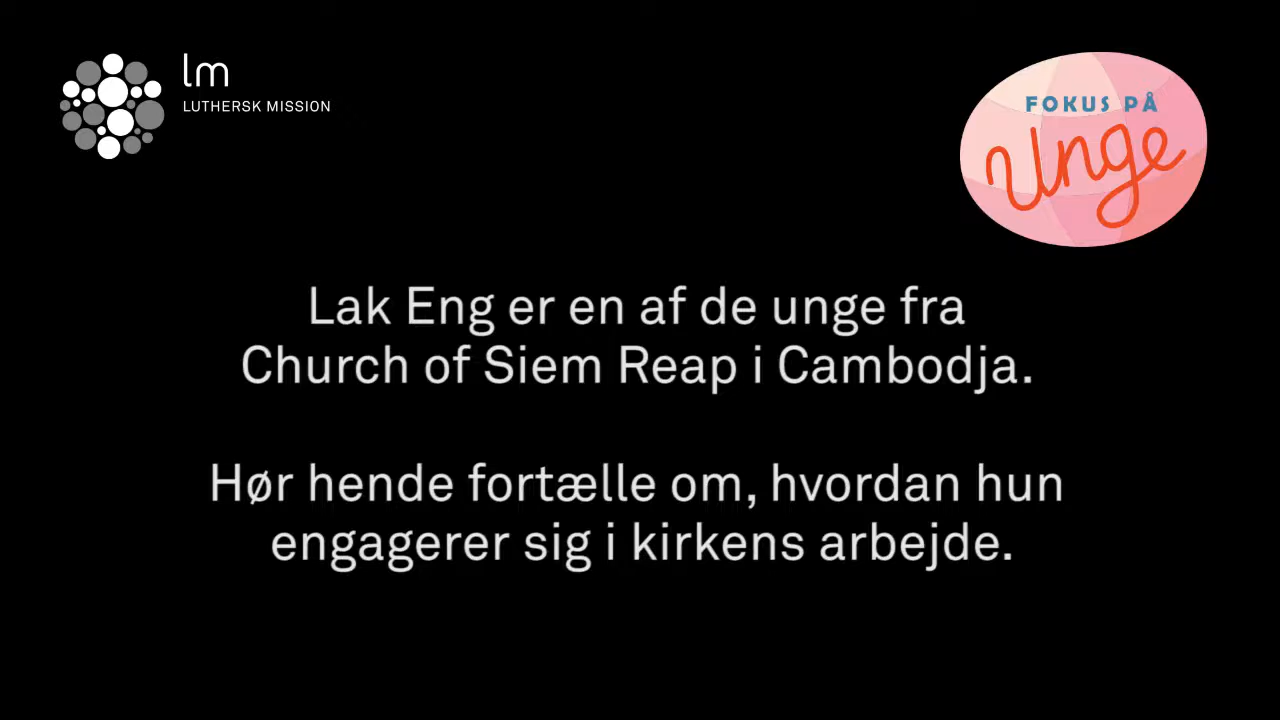 lm
LUTHERSK MISSION
FOKUS PÅ
Unge
Lak Eng er en af de unge fra
Church of Siem Reap i Cambodja.
Hør hende fortælle om, hvordan hun
engagerer sig i kirkens arbejde.